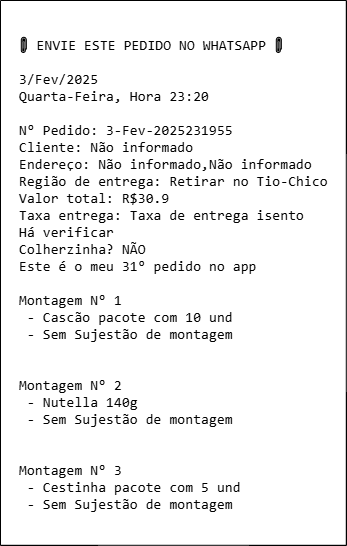 ENVIE ESTE PEDIDO NO WHATSAPP
3/Fev/2025
Quarta-Feira, Hora 23:20
Nº Pedido: 3-Fev-2025231955
Cliente: Não informado
Endereço: Não informado,Não informado
Região de entrega: Retirar no Tio-Chico
Valor total: R$30.9
Taxa entrega: Taxa de entrega isento
Há verificar
Colherzinha? NÃO
Este é o meu 31º pedido no app
Montagem Nº 1
- Cascão pacote com 10 und
- Sem Sujestão de montagem
Montagem Nº 2
- Nutella 140g
- Sem Sujestão de montagem
Montagem Nº 3
- Cestinha pacote com 5 und
- Sem Sujestão de montagem